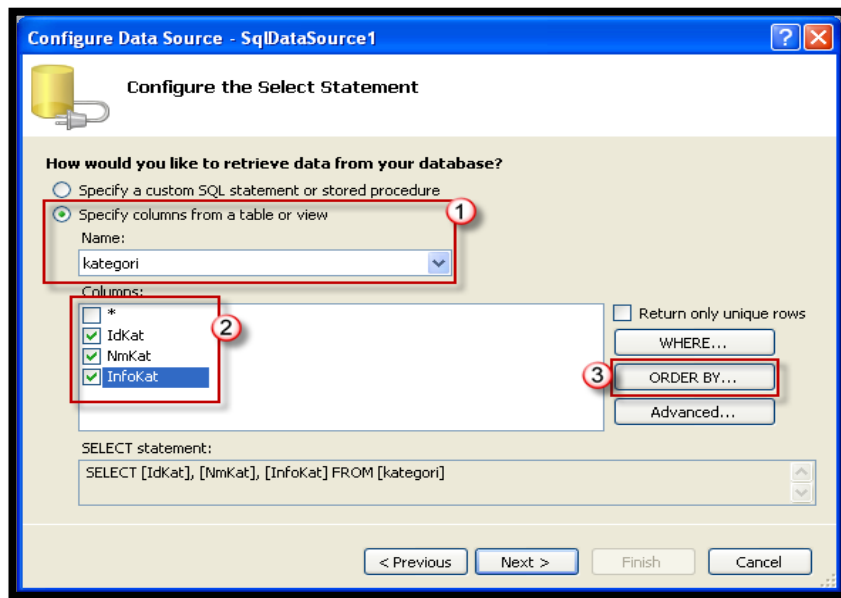 Configure Data Source - SqlDataSource1
Configure the Select Statement
How would you like to retrieve data from your database?
Specify a custom SQL statement or stored procedure
Specify columns from a table or view
1
Name:
kategori
Columns:
*
IdKat
NmKat
InfoKat
2
Return only unique rows
WHERE...
3
ORDER BY...
Advanced...
SELECT statement:
SELECT [IdKat], [NmKat], [InfoKat] FROM [kategori]
< Previous
Next >
Finish
Cancel